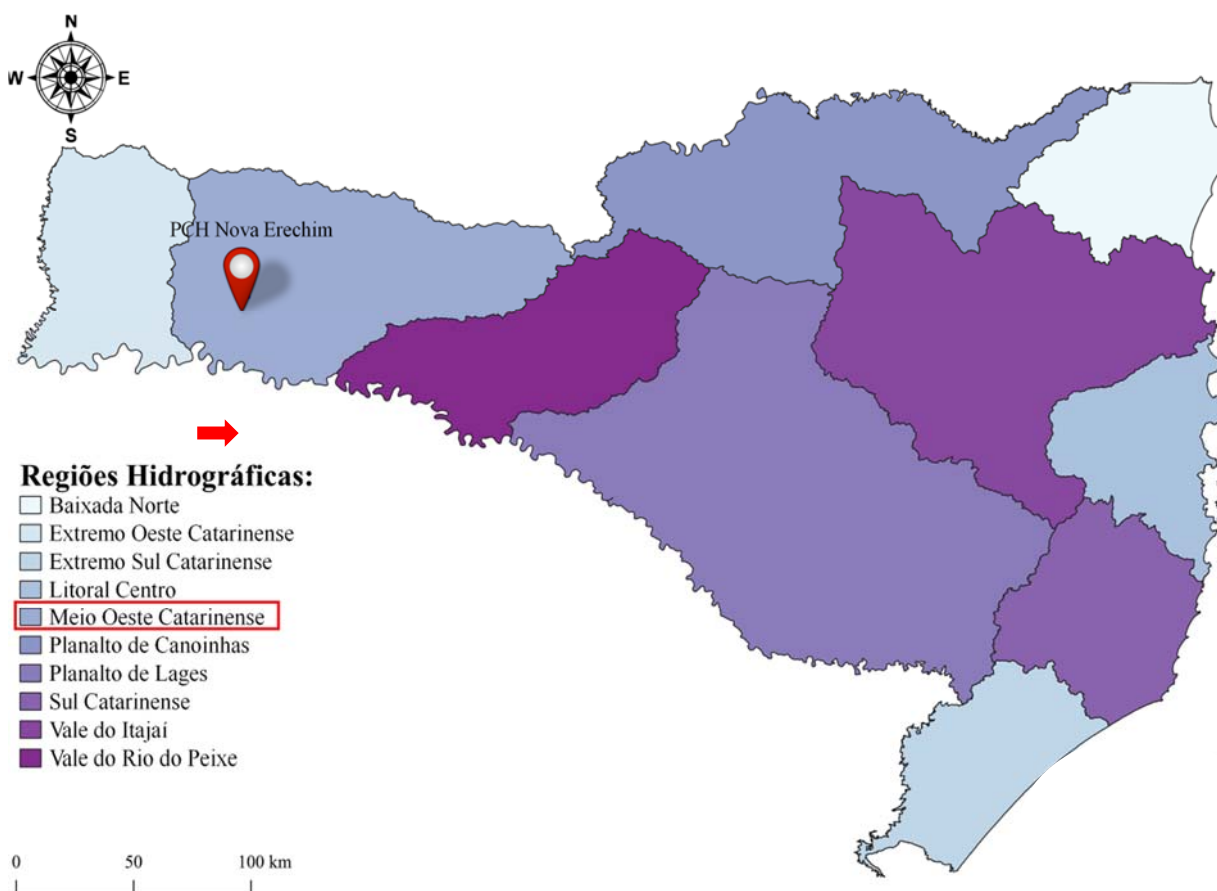 N
W E
S
PCH Nova Erechim
Regiões Hidrográficas:
Baixada Norte
Extremo Oeste Catarinense
Extremo Sul Catarinense
Litoral Centro
Meio Oeste Catarinense
Planalto de Canoinhas
Planalto de Lages
Sul Catarinense
Vale do Itajaí
Vale do Rio do Peixe
0 50 100 km